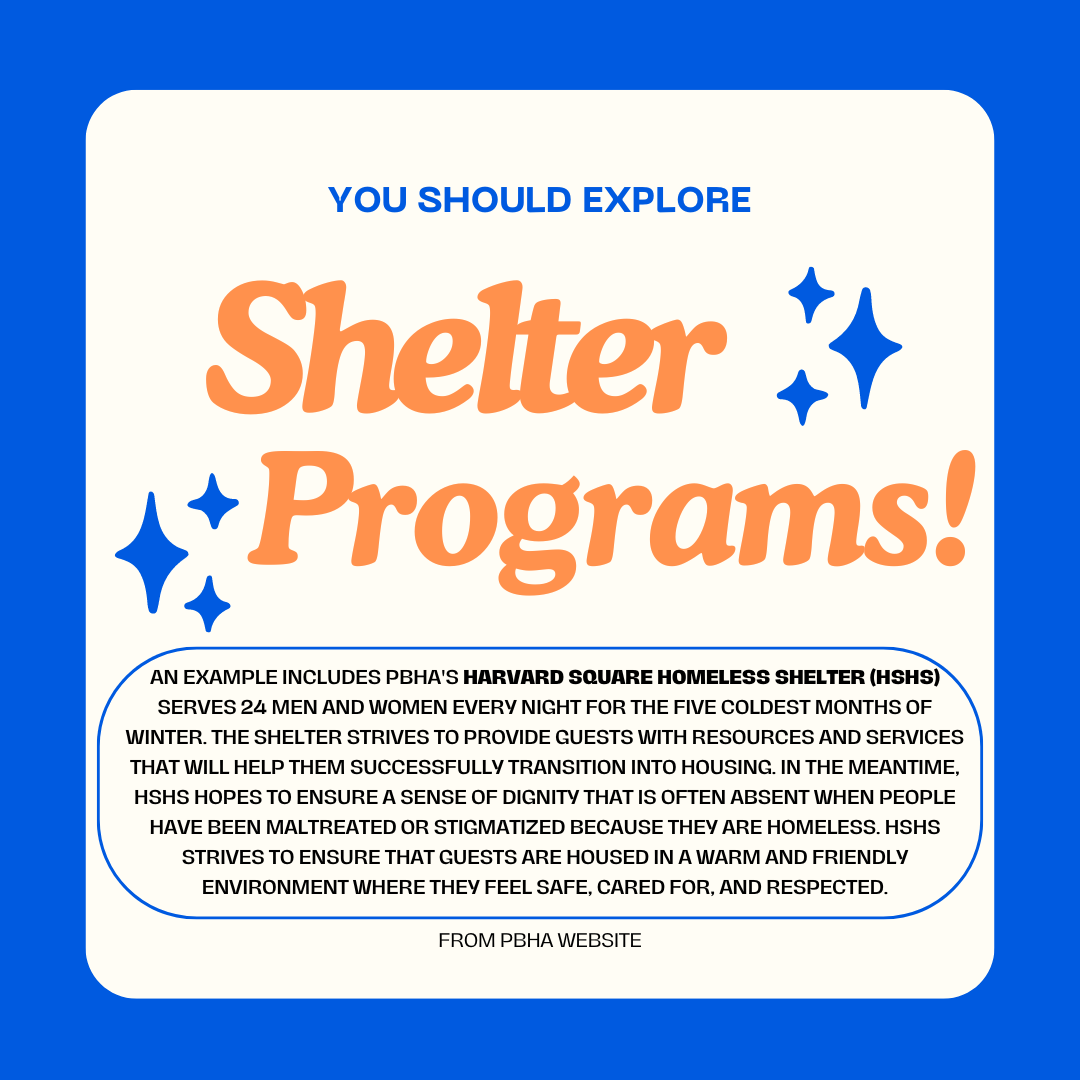 YOU SHOULD EXPLORE
Shelter
Programs!
AN EXAMPLE INCLUDES PBHA'S HARVARD SQUARE HOMELESS SHELTER (HSHS)
SERVES 24 MEN AND WOMEN EVERY NIGHT FOR THE FIVE COLDEST MONTHS OF
WINTER. THE SHELTER STRIVES TO PROVIDE GUESTS WITH RESOURCES AND SERVICES
THAT WILL HELP THEM SUCCESSFULLY TRANSITION INTO HOUSING. IN THE MEANTIME,
HSHS HOPES TO ENSURE A SENSE OF DIGNITY THAT IS OFTEN ABSENT WHEN PEOPLE
HAVE BEEN MALTREATED OR STIGMATIZED BECAUSE THEY ARE HOMELESS. HSHS
STRIVES TO ENSURE THAT GUESTS ARE HOUSED IN A WARM AND FRIENDLY
ENVIRONMENT WHERE THEY FEEL SAFE, CARED FOR, AND RESPECTED.
FROM PBHA WEBSITE